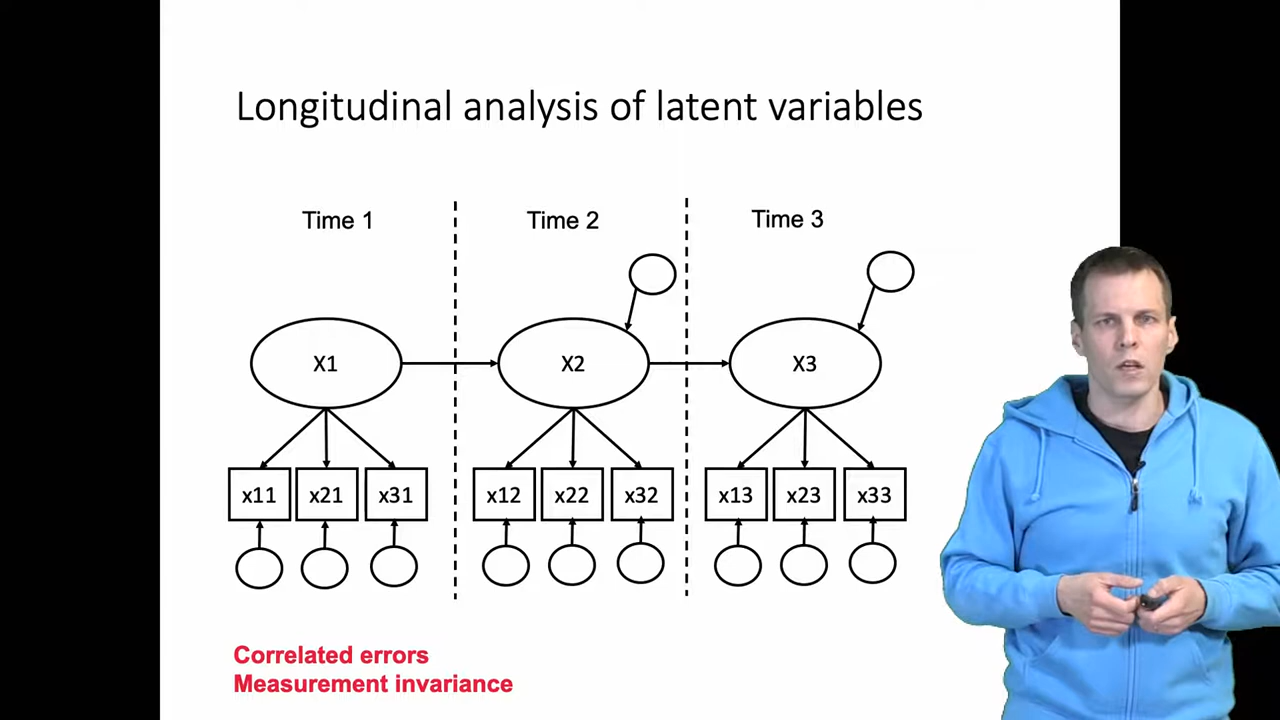 Longitudinal analysis of latent variables
Time 1 Time 2 Time 3
X1 X2 X3
x11 x21 x31 x12 x22 x32 x13 x23 x33
Correlated errors
Measurement invariance